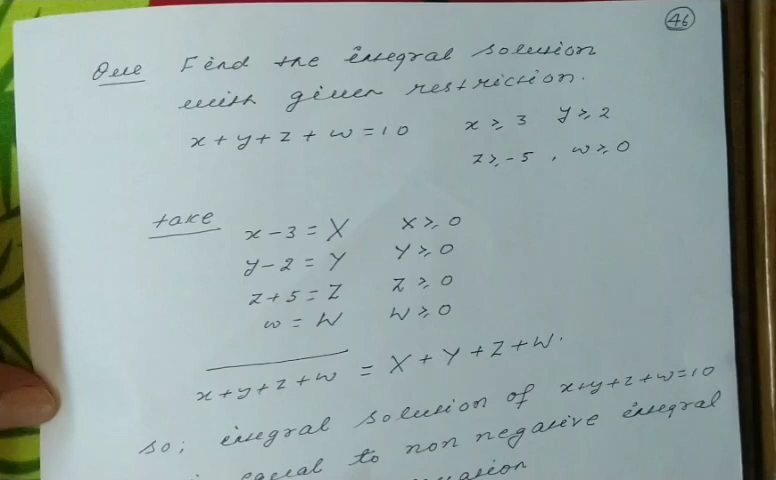 46
Que Find the integral solution
with given restriction.
x + y + z + w = 10 x ≥ 3 y ≥ 2
z ≥ -5 , w ≥ 0
take
x - 3 = X X ≥ 0
y - 2 = Y Y ≥ 0
z + 5 = Z Z ≥ 0
w = W W ≥ 0
x + y + z + w = X + Y + Z + W.
so; integral solution of x+y+z+w=10
equal to non negative integral